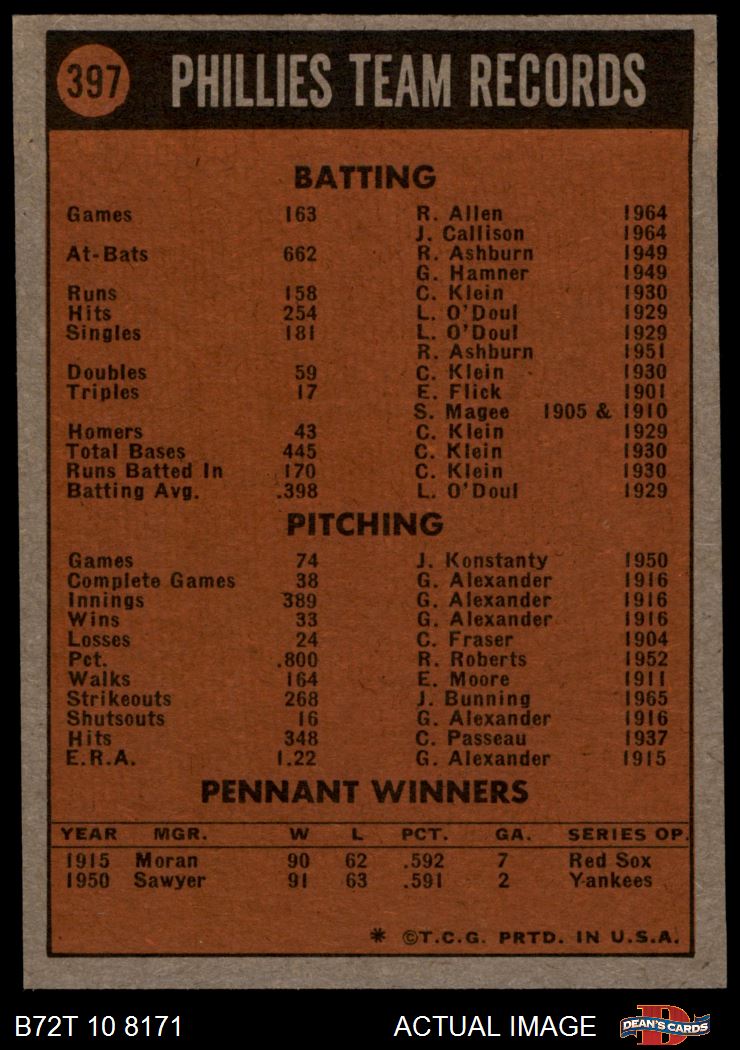 397 PHILLIES TEAM RECORDS
BATTING
Games 163 R. Allen 1964
J. Callison 1964
At-Bats 662 R. Ashburn 1949
G. Hamner 1949
Runs 158 C. Klein 1930
Hits 254 L. O'Doul 1929
Singles 181 L. O'Doul 1929
R. Ashburn 1951
Doubles 59 C. Klein 1930
Triples 17 E. Flick 1901
S. Magee 1905 & 1910
Homers 43 C. Klein 1929
Total Bases 445 C. Klein 1930
Runs Batted In 170 C. Klein 1930
Batting Avg. .398 L. O'Doul 1929
PITCHING
Games 74 J. Konstanty 1950
Complete Games 38 G. Alexander 1916
Innings 389 G. Alexander 1916
Wins 33 G. Alexander 1916
Losses 24 C. Fraser 1904
Pct. .800 R. Roberts 1952
Walks 164 E. Moore 1911
Strikeouts 268 J. Bunning 1965
Shutsouts 16 G. Alexander 1916
Hits 348 C. Passeau 1937
E.R.A. 1.22 G. Alexander 1915
PENNANT WINNERS
YEAR MGR. W L PCT. GA. SERIES OP.
1915 Moran 90 62 .592 7 Red Sox
1950 Sawyer 91 63 .591 2 Yankees
* ©T.C.G. PRTD. IN U.S.A.
B72T 10 8171 ACTUAL IMAGE D DEAN'S CARDS